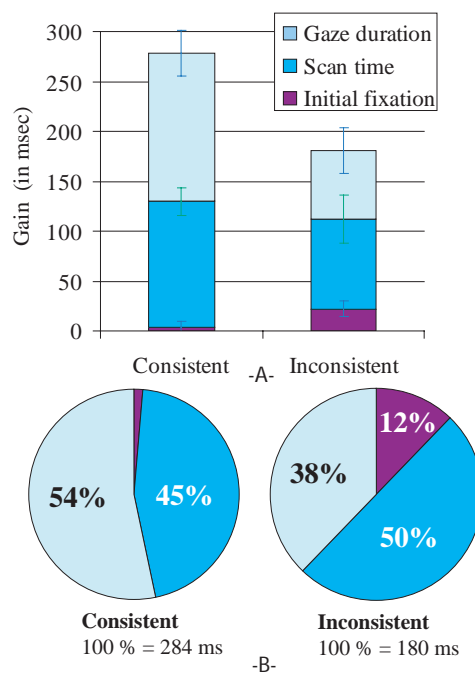 300
250
200
150
100
50
0
Gain (in msec)
Gaze duration
Scan time
Initial fixation
Consistent
Inconsistent
-A-
54%
45%
38%
12%
50%
Consistent
100 % = 284 ms
Inconsistent
100 % = 180 ms
-B-